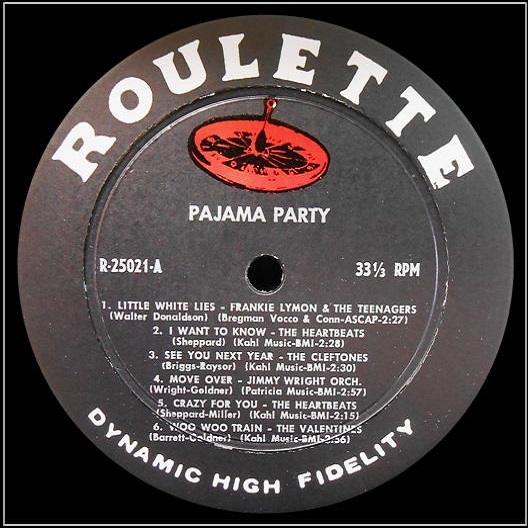 ROULETTE
PAJAMA PARTY
R-25021-A
33⅓ RPM
1. LITTLE WHITE LIES - FRANKIE LYMON & THE TEENAGERS
(Walter Donaldson) (Bregman Vocco & Conn-ASCAP-2:27)
2. I WANT TO KNOW - THE HEARTBEATS
(Sheppard) (Kahl Music-BMI-2:28)
3. SEE YOU NEXT YEAR - THE CLEFTONES
(Briggs-Raysor) (Kahl Music-BMI-2:30)
4. MOVE OVER - JIMMY WRIGHT ORCH.
(Wright-Goldner) (Patricia Music-BMI-2:57)
5. CRAZY FOR YOU - THE HEARTBEATS
(Sheppard-Miller) (Kahl Music-BMI-2:15)
6. WOO WOO TRAIN - THE VALENTINES
(Barrett-Goldner) (Kahl Music-BMI-2:56)
DYNAMIC HIGH FIDELITY